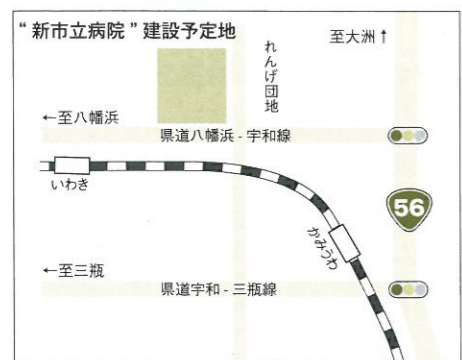 “新市立病院”建設予定地
至大洲↑
れんげ団地
←至八幡浜
県道八幡浜-宇和線
いわき
56
かみうわ
←至三瓶
県道宇和-三瓶線